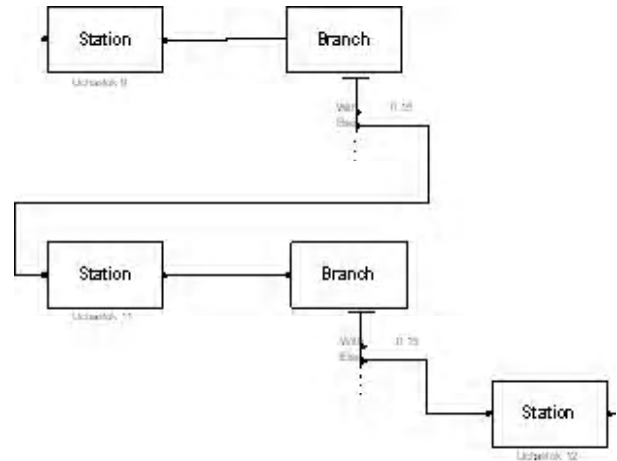 Station
Branch
Uchastok 9
With 0.15
Else
Station
Branch
Uchastok 11
With 0.15
Else
Station
Uchastok 12